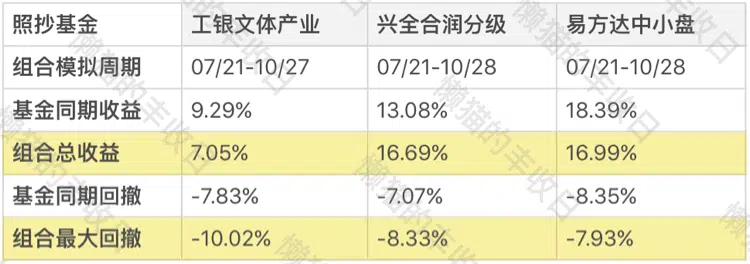 照抄基金 工银文体产业 兴全合润分级 易方达中小盘
组合模拟周期 07/21-10/27 07/21-10/28 07/21-10/28
基金同期收益 9.29% 13.08% 18.39%
组合总收益 7.05% 16.69% 16.99%
基金同期回撤 -7.83% -7.07% -8.35%
组合最大回撤 -10.02% -8.33% -7.93%
懒猫的丰收日